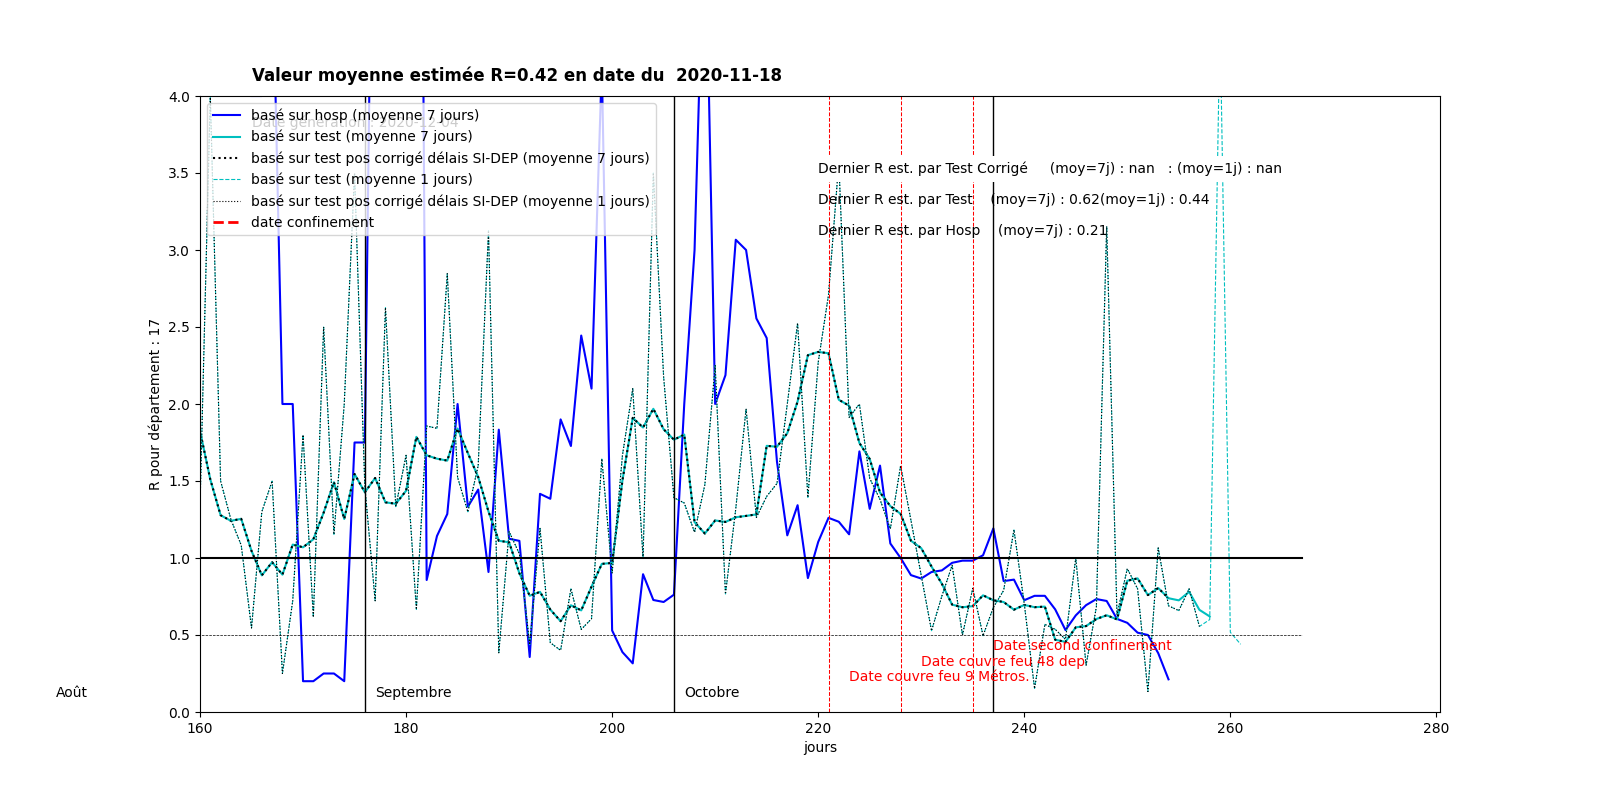 Valeur moyenne estimée R=0.42 en date du  2020-11-18
4.0
3.5
3.0
2.5
2.0
1.5
1.0
0.5
0.0
R pour département : 17
basé sur hosp (moyenne 7 jours)
basé sur test (moyenne 7 jours)
basé sur test pos corrigé délais SI-DEP (moyenne 7 jours)
basé sur test (moyenne 1 jours)
basé sur test pos corrigé délais SI-DEP (moyenne 1 jours)
date confinement
Dernier R est. par Test Corrigé     (moy=7j) : nan   : (moy=1j) : nan
Dernier R est. par Test    (moy=7j) : 0.62(moy=1j) : 0.44
Dernier R est. par Hosp    (moy=7j) : 0.21
Date second confinement
Date couvre feu 48 dep
Date couvre feu 9 Métros.
Août
Septembre
Octobre
160
180
200
220
240
260
280
jours